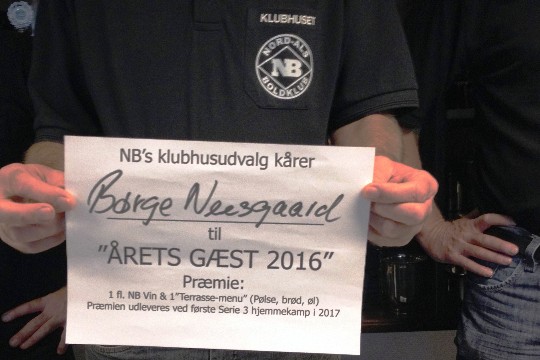 KLUBHUSET
NORD-ALS
NB
BOLDKLUB
NB's klubhusudvalg kårer
Børge Neesgaard
til
"ÅRETS GÆST 2016"
Præmie:
1 fl. NB Vin & 1"Terrasse-menu" (Pølse, brød, øl)
Præmien udleveres ved første Serie 3 hjemmekamp i 2017